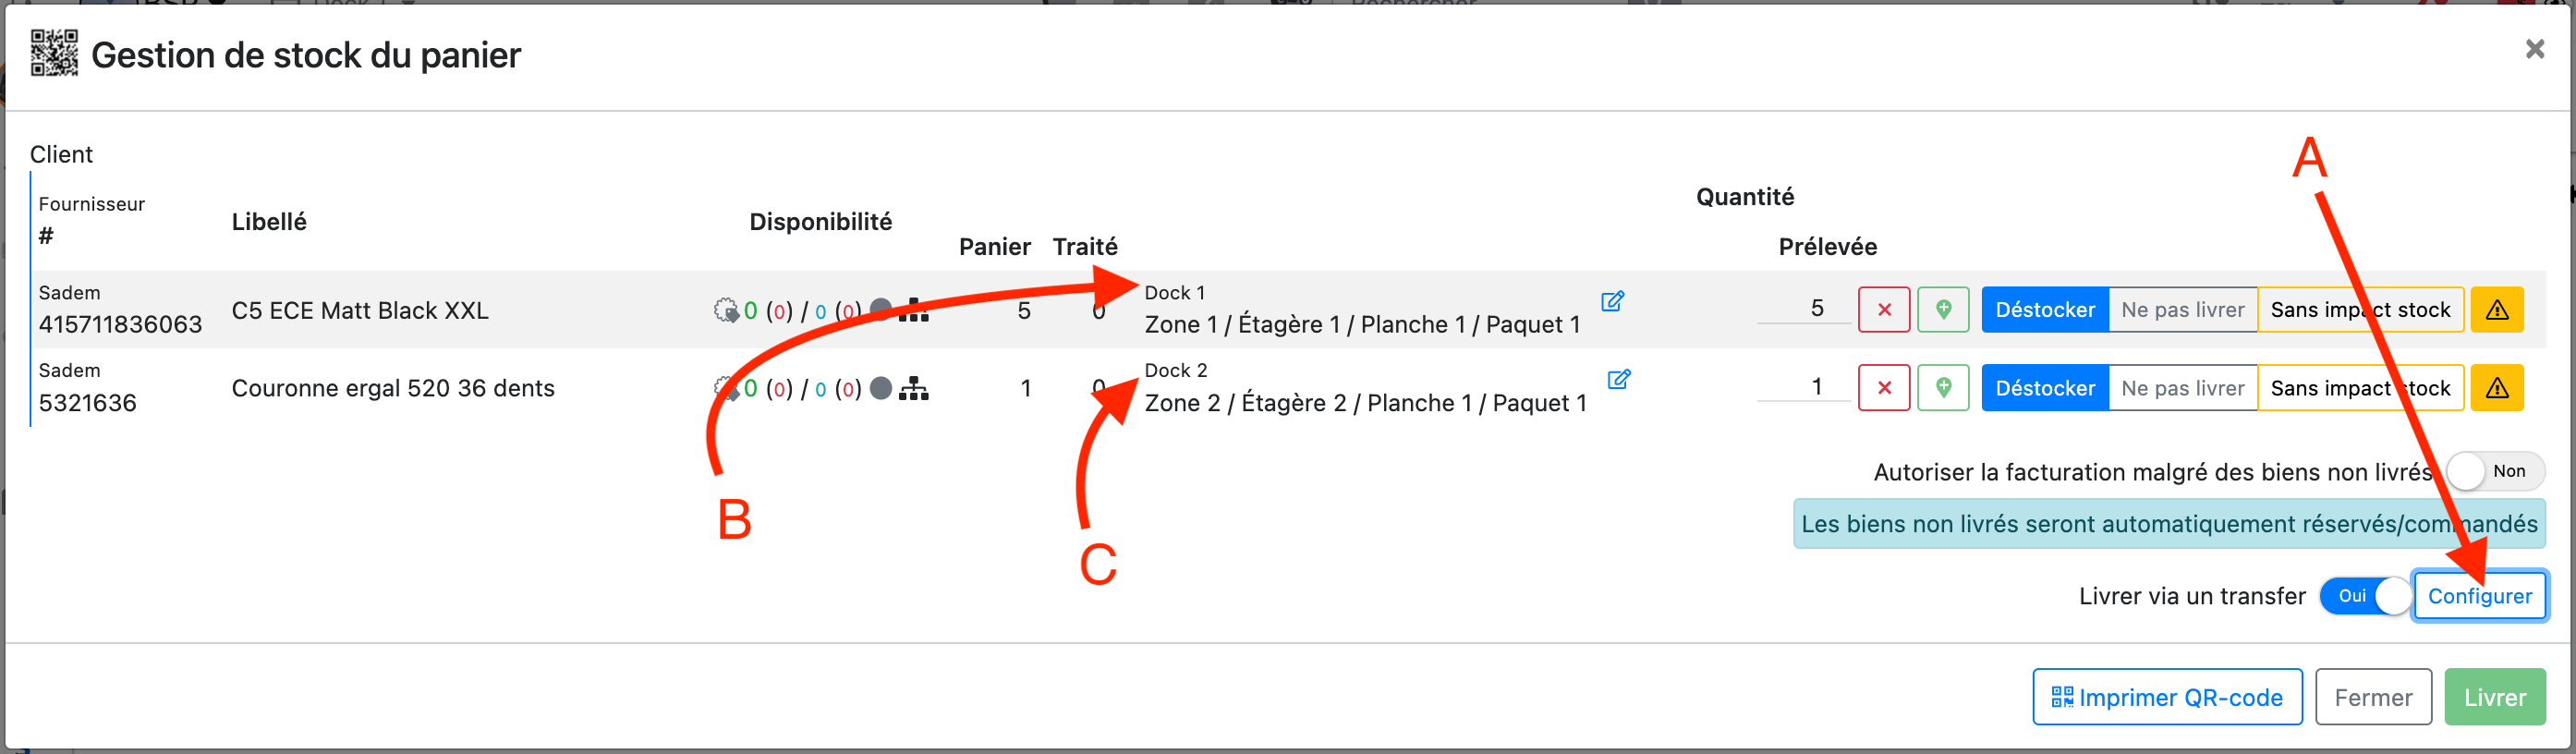 Gestion de stock du panier
×
A
Client
Fournisseur
#
Libellé
Disponibilité
Quantité
Panier
Traité
Prélevée
Sadem
415711836063
C5 ECE Matt Black XXL
0 (0) / 0 (0)
5
0
Dock 1
Zone 1 / Étagère 1 / Planche 1 / Paquet 1
5
Déstocker
Ne pas livrer
Sans impact stock
Sadem
5321636
Couronne ergal 520 36 dents
0 (0) / 0 (0)
1
0
Dock 2
Zone 2 / Étagère 2 / Planche 1 / Paquet 1
1
Déstocker
Ne pas livrer
Sans impact stock
B
C
Autoriser la facturation malgré des biens non livrés
Non
Les biens non livrés seront automatiquement réservés/commandés
Livrer via un transfer
Oui
Configurer
Imprimer QR-code
Fermer
Livrer